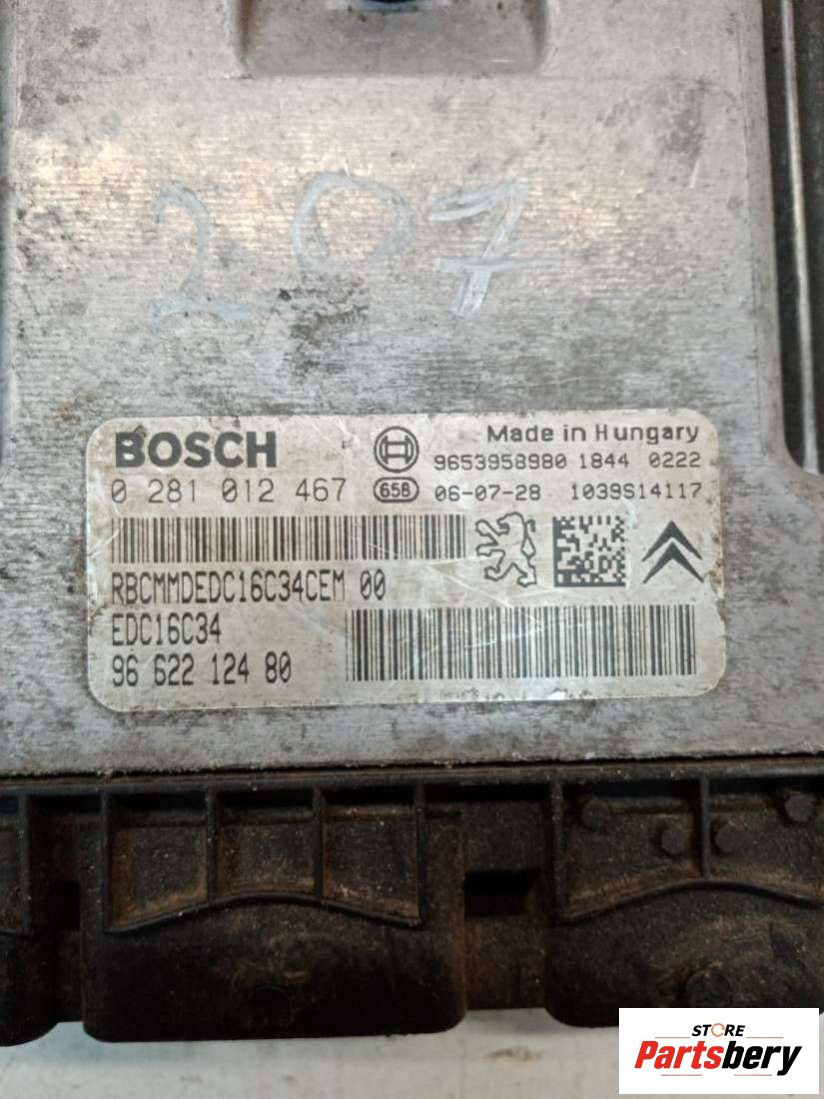 207
BOSCH
Made in Hungary
9653958980 1844 0222
0 281 012 467
658
06-07-28 1039S14117
RBCMMDEDC16C34CEM 00
EDC16C34
96 622 124 80
STORE
Partsbery